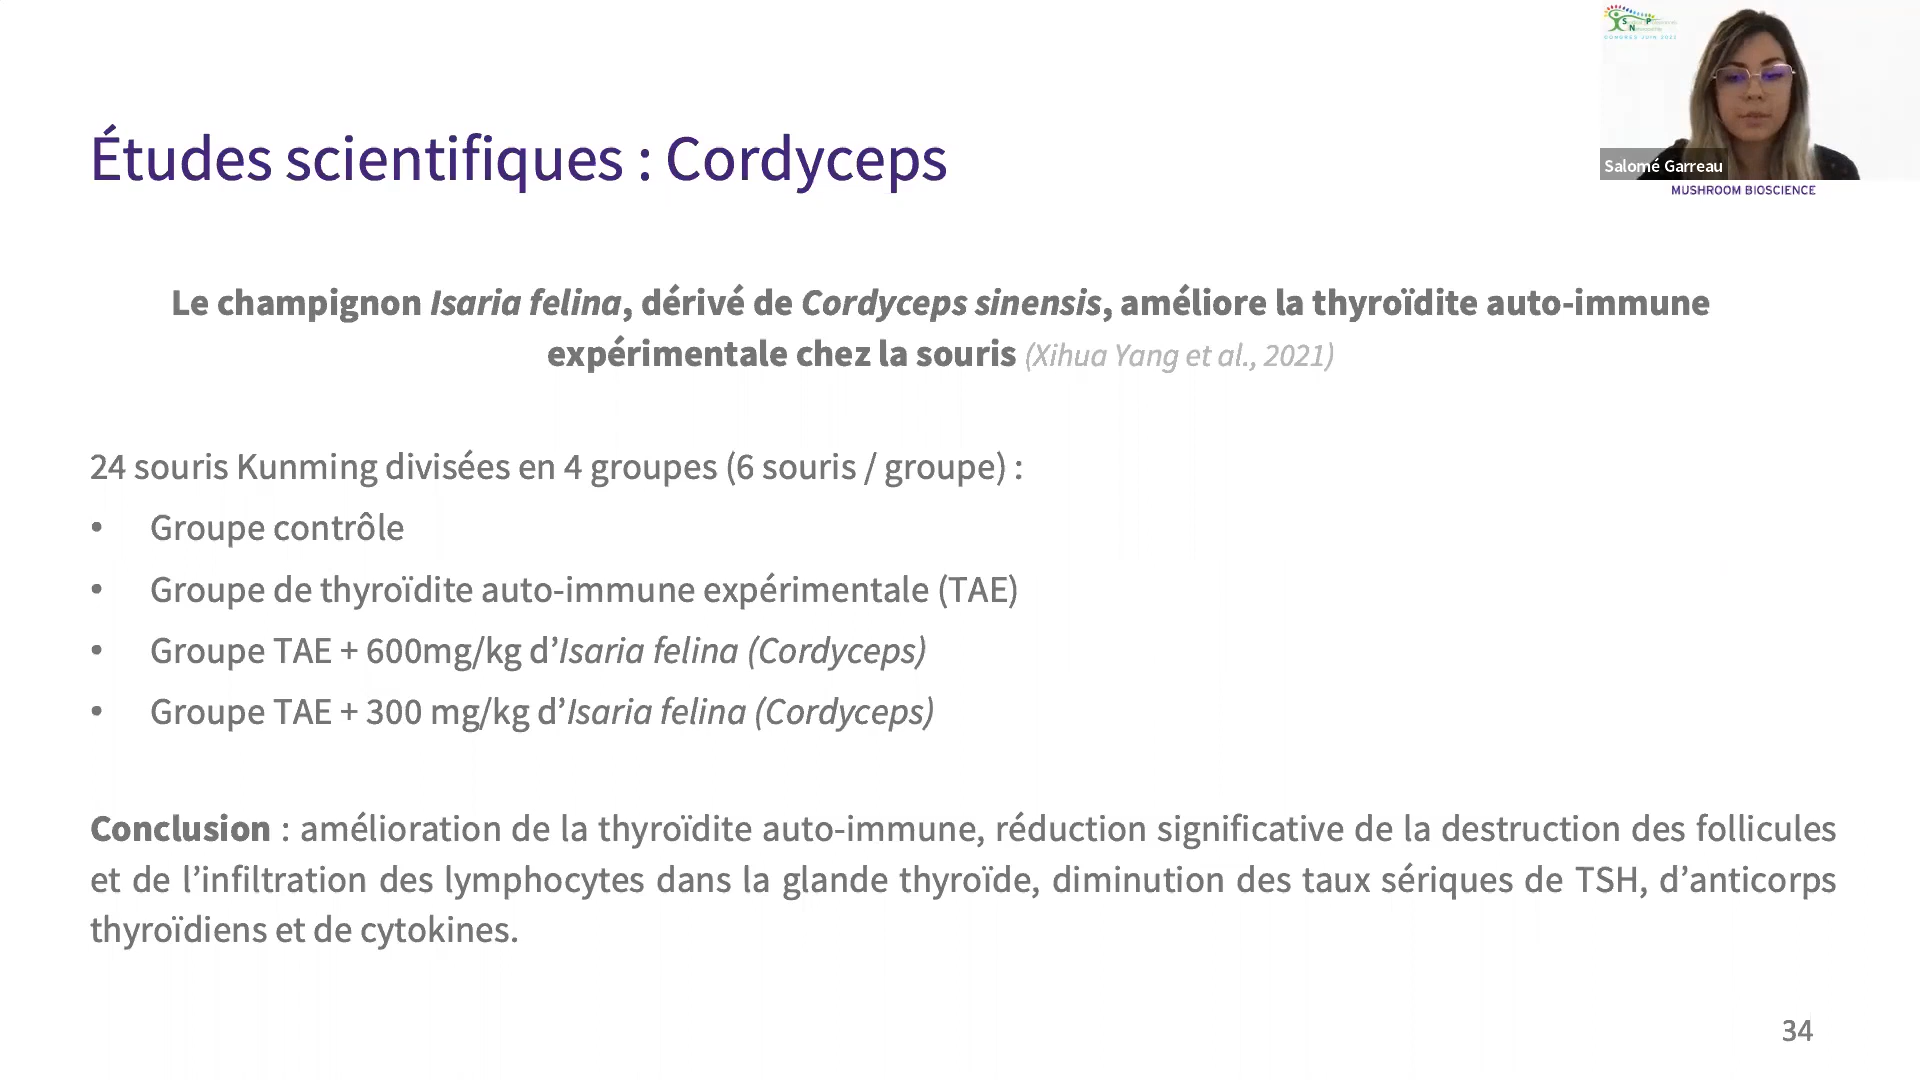 Études scientifiques : Cordyceps
CONGRÈS JUIN 2023
Salomé Garreau
MUSHROOM BIOSCIENCE
Le champignon Isaria felina, dérivé de Cordyceps sinensis, améliore la thyroïdite auto-immune
expérimentale chez la souris (Xihua Yang et al., 2021)
24 souris Kunming divisées en 4 groupes (6 souris / groupe) :
• Groupe contrôle
• Groupe de thyroïdite auto-immune expérimentale (TAE)
• Groupe TAE + 600mg/kg d’Isaria felina (Cordyceps)
• Groupe TAE + 300 mg/kg d’Isaria felina (Cordyceps)
Conclusion : amélioration de la thyroïdite auto-immune, réduction significative de la destruction des follicules
et de l’infiltration des lymphocytes dans la glande thyroïde, diminution des taux sériques de TSH, d’anticorps
thyroïdiens et de cytokines.
34